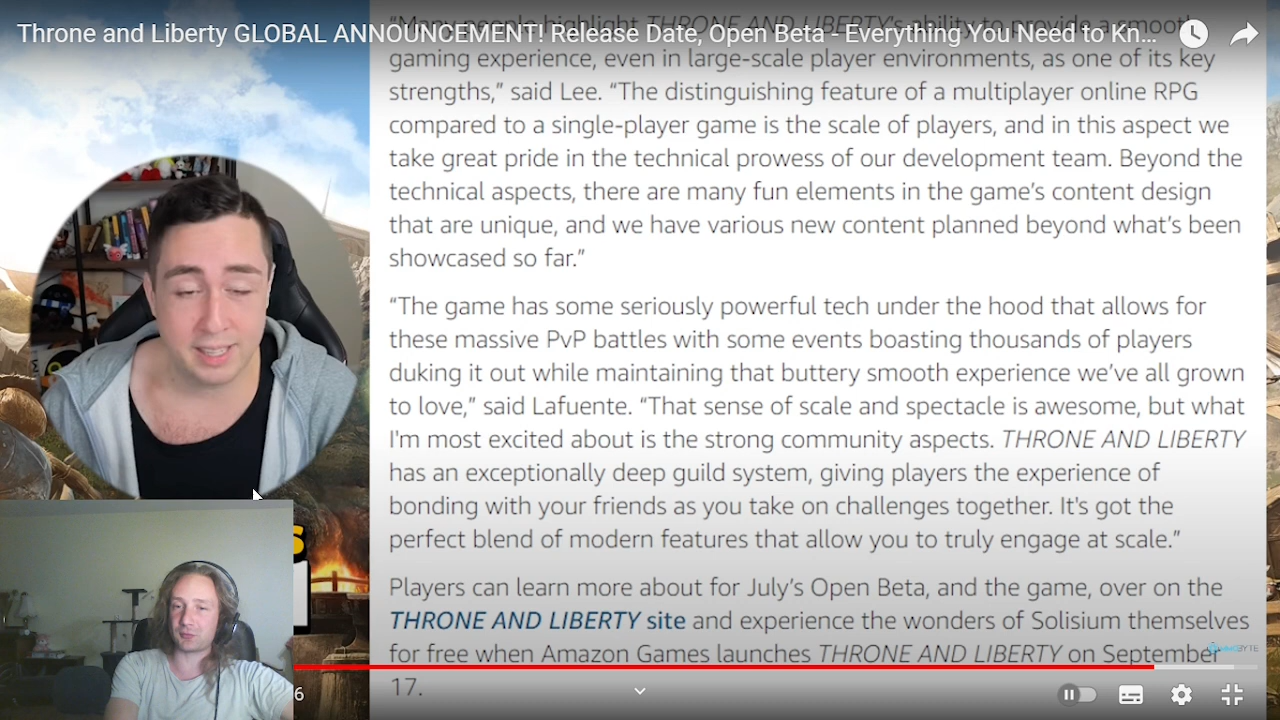 Throne and Liberty GLOBAL ANNOUNCEMENT! Release Date, Open Beta - Everything You Need to Kn...
“Many people highlight THRONE AND LIBERTY’s ability to provide a smooth
gaming experience, even in large-scale player environments, as one of its key
strengths,” said Lee. “The distinguishing feature of a multiplayer online RPG
compared to a single-player game is the scale of players, and in this aspect we
take great pride in the technical prowess of our development team. Beyond the
technical aspects, there are many fun elements in the game’s content design
that are unique, and we have various new content planned beyond what’s been
showcased so far.”
“The game has some seriously powerful tech under the hood that allows for
these massive PvP battles with some events boasting thousands of players
duking it out while maintaining that buttery smooth experience we’ve all grown
to love,” said Lafuente. “That sense of scale and spectacle is awesome, but what
I'm most excited about is the strong community aspects. THRONE AND LIBERTY
has an exceptionally deep guild system, giving players the experience of
bonding with your friends as you take on challenges together. It's got the
perfect blend of modern features that allow you to truly engage at scale.”
Players can learn more about for July’s Open Beta, and the game, over on the
THRONE AND LIBERTY site and experience the wonders of Solisium themselves
for free when Amazon Games launches THRONE AND LIBERTY on September
17.
S
6